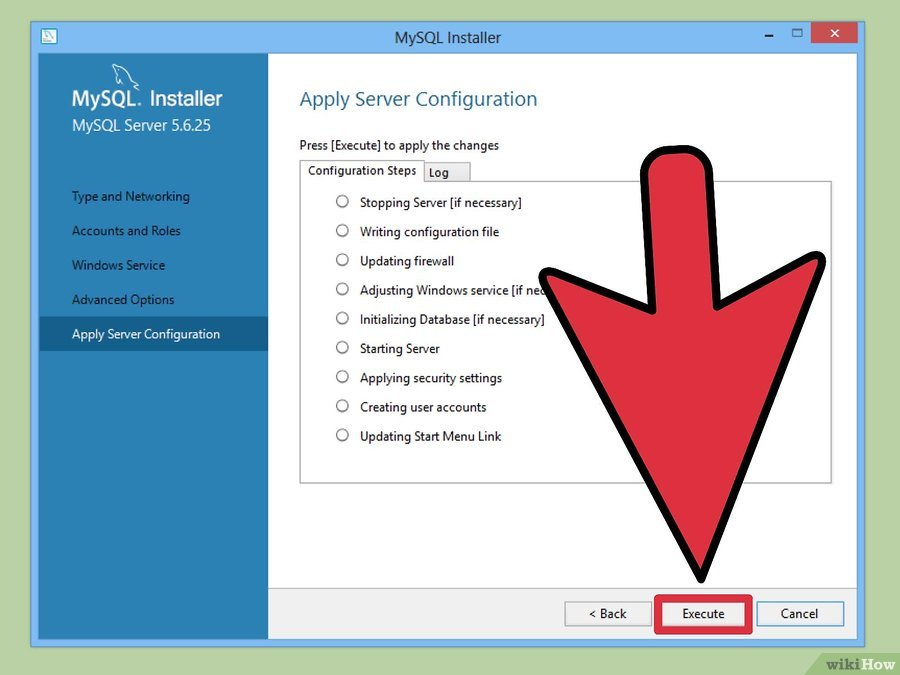 MySQL Installer
MySQL. Installer
MySQL Server 5.6.25
Type and Networking
Accounts and Roles
Windows Service
Advanced Options
Apply Server Configuration
Apply Server Configuration
Press [Execute] to apply the changes
Configuration Steps Log
Stopping Server [if necessary]
Writing configuration file
Updating firewall
Adjusting Windows service [if
Initializing Database [if necessary]
Starting Server
Applying security settings
Creating user accounts
Updating Start Menu Link
< Back Execute Cancel
wikiHow